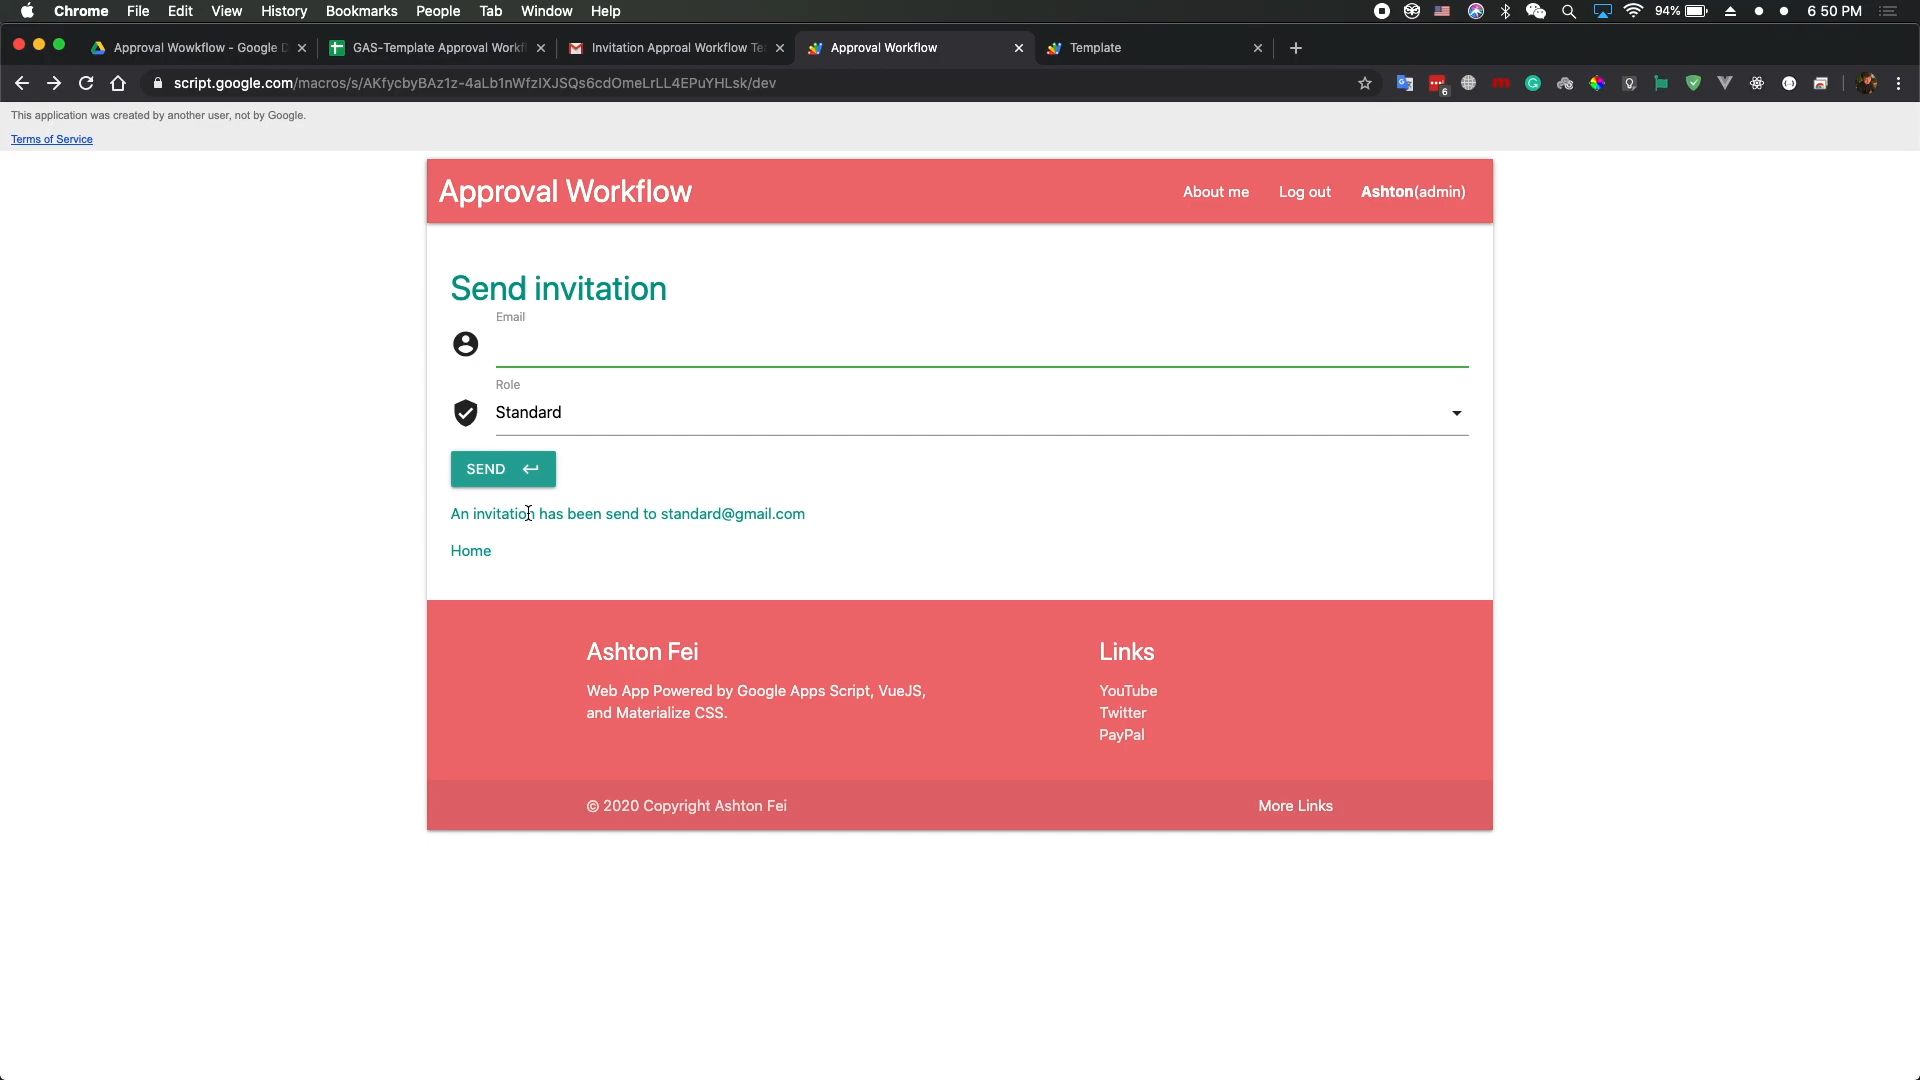 Chrome File Edit View History Bookmarks People Tab Window Help 94% 6 50 PM
Approval Wowkflow - Google D GAS-Template Approval Workfl Invitation Approal Workflow Te Approval Workflow Template
script.google.com/macros/s/AKfycbyBAz1z-4aLb1nWfzIXJSQs6cdOmeLrLL4EPuYHLsk/dev 6
This application was created by another user, not by Google.
Terms of Service
Approval Workflow About me Log out Ashton(admin)
Send invitation
Email
Role
Standard
SEND
An invitation has been send to standard@gmail.com
Home
Ashton Fei
Web App Powered by Google Apps Script, VueJS,
and Materialize CSS.
Links
YouTube
Twitter
PayPal
© 2020 Copyright Ashton Fei More Links